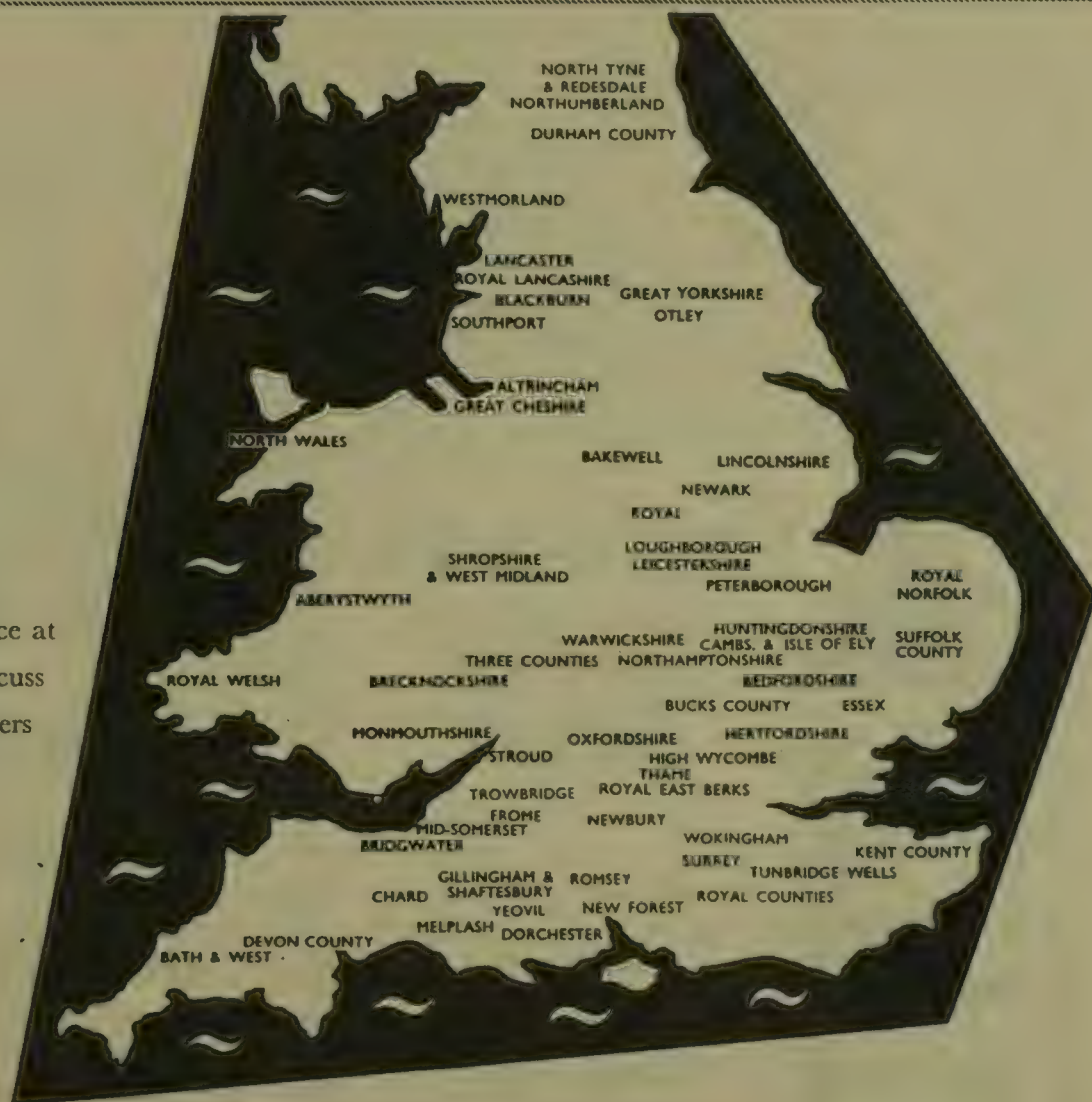 NORTH TYNE
& REDESDALE
NORTHUMBERLAND
DURHAM COUNTY
WESTMORLAND
LANCASTER
ROYAL LANCASHIRE
BLACKBURN
GREAT YORKSHIRE
OTLEY
SOUTHPORT
ALTRINCHAM
GREAT CHESHIRE
NORTH WALES
BAKEWELL
LINCOLNSHIRE
NEWARK
ROYAL
LOUGHBOROUGH
LEICESTERSHIRE
SHROPSHIRE
& WEST MIDLAND
PETERBOROUGH
ROYAL
NORFOLK
ABERYSTWYTH
ce at
cuss
ers
WARWICKSHIRE
HUNTINGDONSHIRE
CAMBS. & ISLE OF ELY
SUFFOLK
COUNTY
THREE COUNTIES
NORTHAMPTONSHIRE
ROYAL WELSH
BRECKNOCKSHIRE
BEDFORDSHIRE
BUCKS COUNTY
ESSEX
MONMOUTHSHIRE
OXFORDSHIRE
HERTFORDSHIRE
STROUD
HIGH WYCOMBE
THAME
TROWBRIDGE
ROYAL EAST BERKS
FROME
NEWBURY
MID-SOMERSET
BRIDGWATER
WOKINGHAM
KENT COUNTY
SURREY
TUNBRIDGE WELLS
GILLINGHAM &
SHAFTESBURY
ROMSEY
CHARD
ROYAL COUNTIES
YEOVIL
NEW FOREST
MELPLASH
DORCHESTER
DEVON COUNTY
BATH & WEST